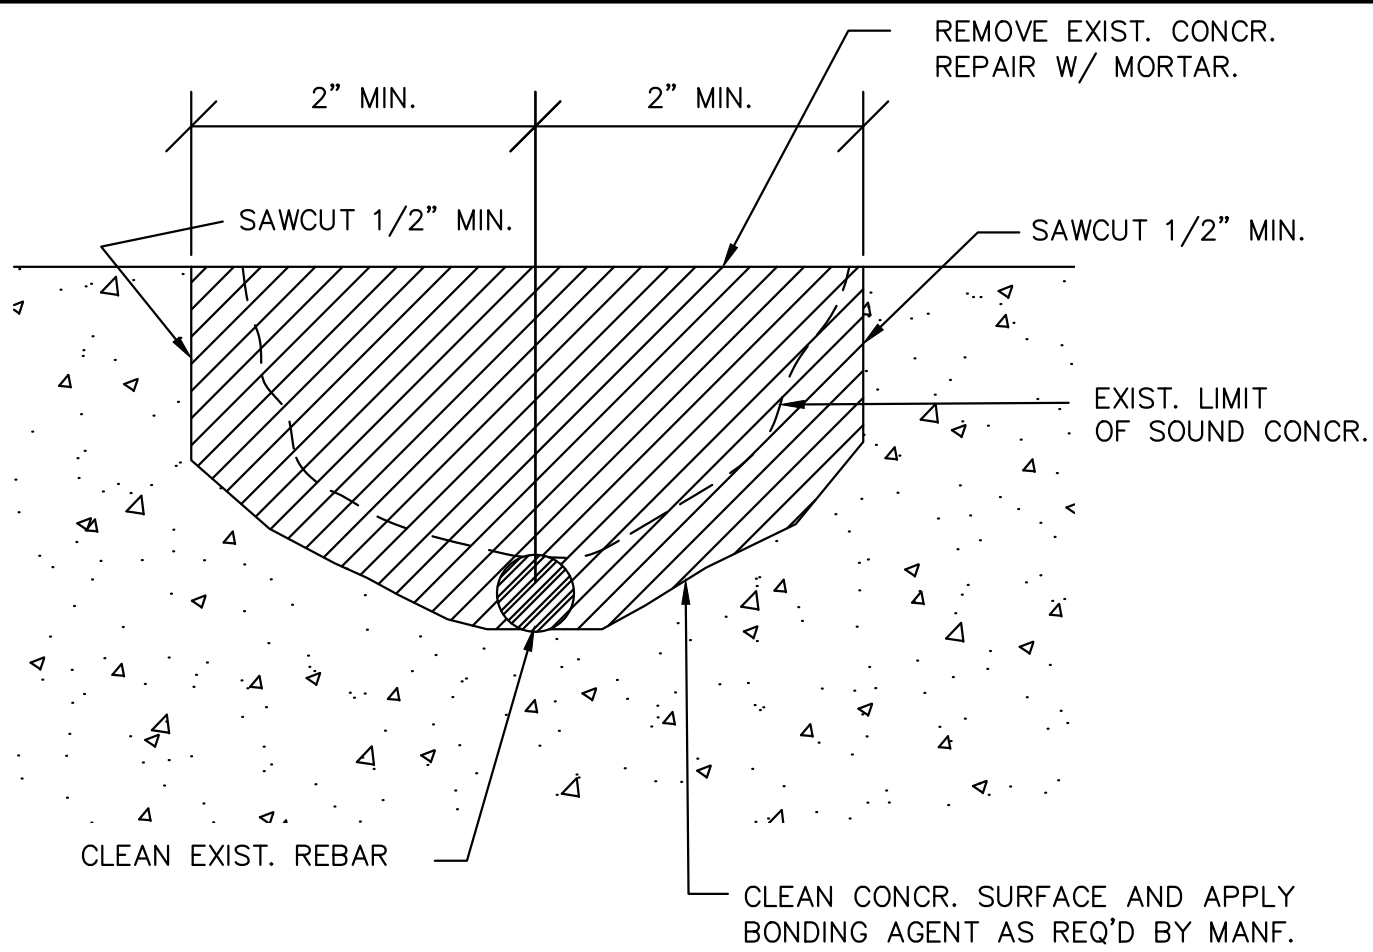 REMOVE EXIST. CONCR.
REPAIR W/ MORTAR.
2” MIN.
2” MIN.
SAWCUT 1/2” MIN.
SAWCUT 1/2” MIN.
EXIST. LIMIT
OF SOUND CONCR.
CLEAN EXIST. REBAR
CLEAN CONCR. SURFACE AND APPLY
BONDING AGENT AS REQ'D BY MANF.